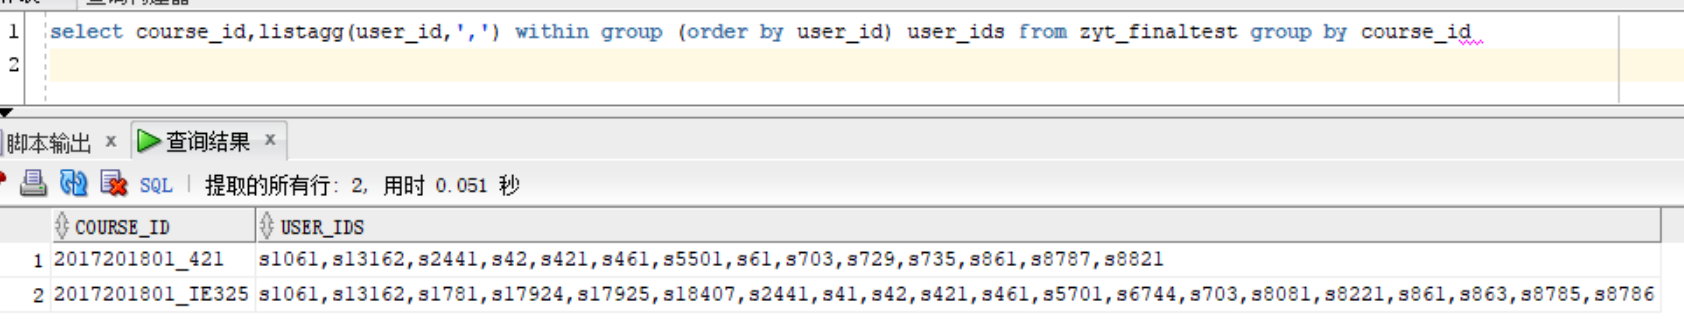 1 select course_id,listagg(user_id,',') within group (order by user_id) user_ids from zyt_finaltest group by course_id
2
脚本输出 x 查询结果 x
SQL | 提取的所有行: 2, 用时 0.051 秒
COURSE_ID USER_IDS
1 2017201801_421 s1061,s13162,s2441,s42,s421,s461,s5501,s61,s703,s729,s735,s861,s8787,s8821
2 2017201801_IE325 s1061,s13162,s1781,s17924,s17925,s18407,s2441,s41,s42,s421,s461,s5701,s6744,s703,s8081,s8221,s861,s863,s8785,s8786